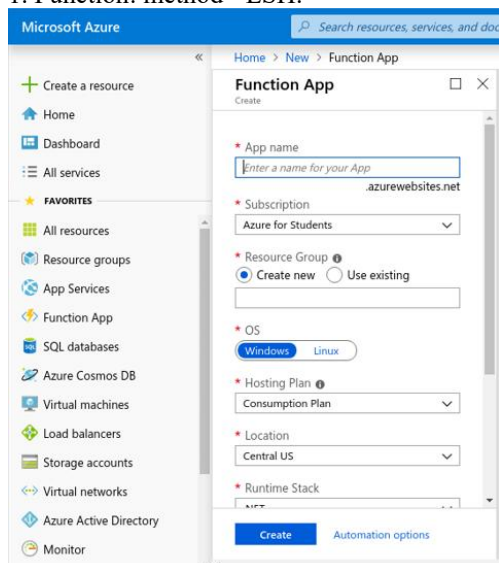 Microsoft Azure
Search resources, services, and doc
Home > New > Function App
Create a resource
Home
Dashboard
All services
FAVORITES
All resources
Resource groups
App Services
Function App
SQL databases
Azure Cosmos DB
Virtual machines
Load balancers
Storage accounts
Virtual networks
Azure Active Directory
Monitor
Function App
Create
* App name
Enter a name for your App
.azurewebsites.net
* Subscription
Azure for Students
* Resource Group
Create new Use existing
* OS
Windows Linux
* Hosting Plan
Consumption Plan
* Location
Central US
* Runtime Stack
Create Automation options